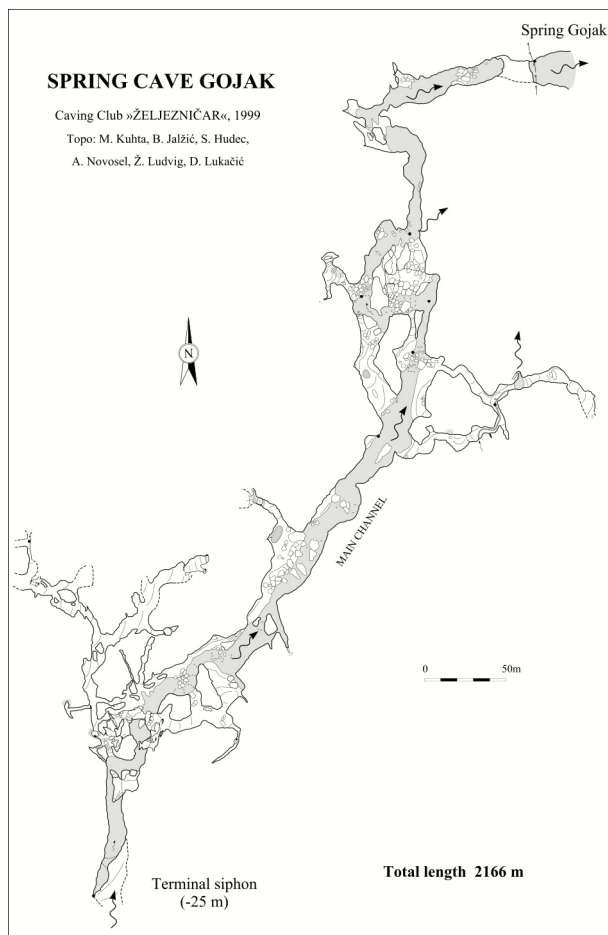 Spring Gojak
SPRING CAVE GOJAK
Caving Club »ŽELJEZNIČAR«, 1999
Topo: M. Kuhta, B. Jalžić, S. Hudec,
A. Novosel, Ž. Ludvig, D. Lukačić
N
MAIN CHANNEL
0 50m
Terminal siphon
(-25 m)
Total length 2166 m